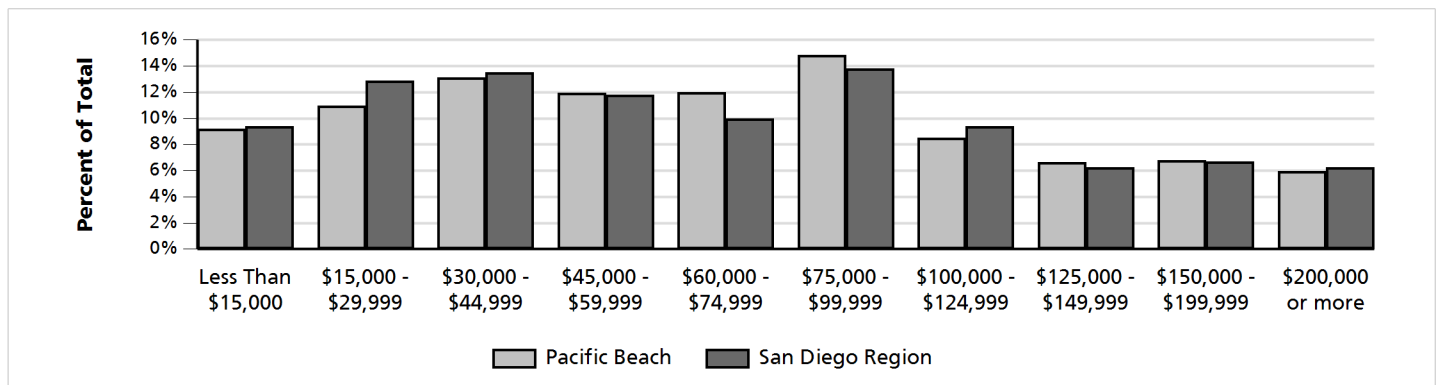 Percent of Total
16%
14%
12%
10%
8%
6%
4%
2%
0%
Less Than $15,000
$15,000 - $29,999
$30,000 - $44,999
$45,000 - $59,999
$60,000 - $74,999
$75,000 - $99,999
$100,000 - $124,999
$125,000 - $149,999
$150,000 - $199,999
$200,000 or more
Pacific Beach
San Diego Region